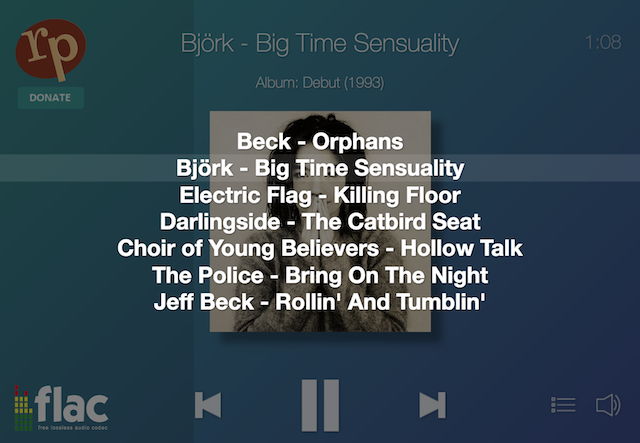 rp
Björk - Big Time Sensuality
1:08
Album: Debut (1993)
DONATE
Beck - Orphans
Björk - Big Time Sensuality
Electric Flag - Killing Floor
Darlingside - The Catbird Seat
Choir of Young Believers - Hollow Talk
The Police - Bring On The Night
Jeff Beck - Rollin' And Tumblin'
flac
free lossless audio codec